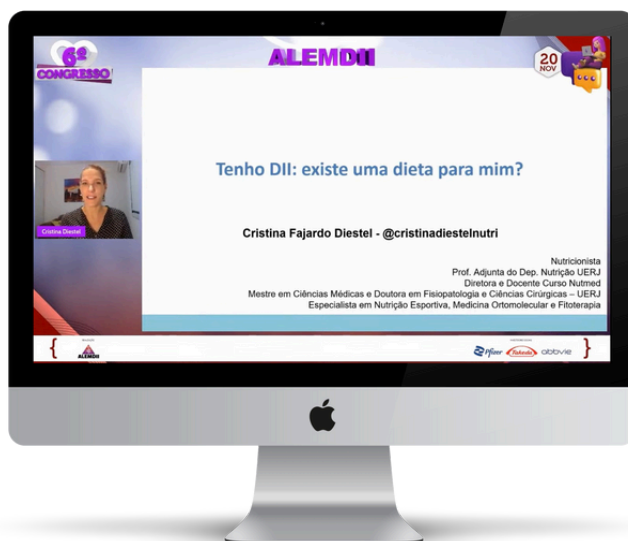 6º
CONGRESSO
ALEMDII
20
NOV
Tenho DII: existe uma dieta para mim?
Cristina Diestel
Cristina Fajardo Diestel - @cristinadiestelnutri
Nutricionista
Prof. Adjunta do Dep. Nutrição UERJ
Diretora e Docente Curso Nutmed
Mestre em Ciências Médicas e Doutora em Fisiopatologia e Ciências Cirúrgicas – UERJ
Especialista em Nutrição Esportiva, Medicina Ortomolecular e Fitoterapia
ALEMDII
Pfizer
Takeda
abbvie